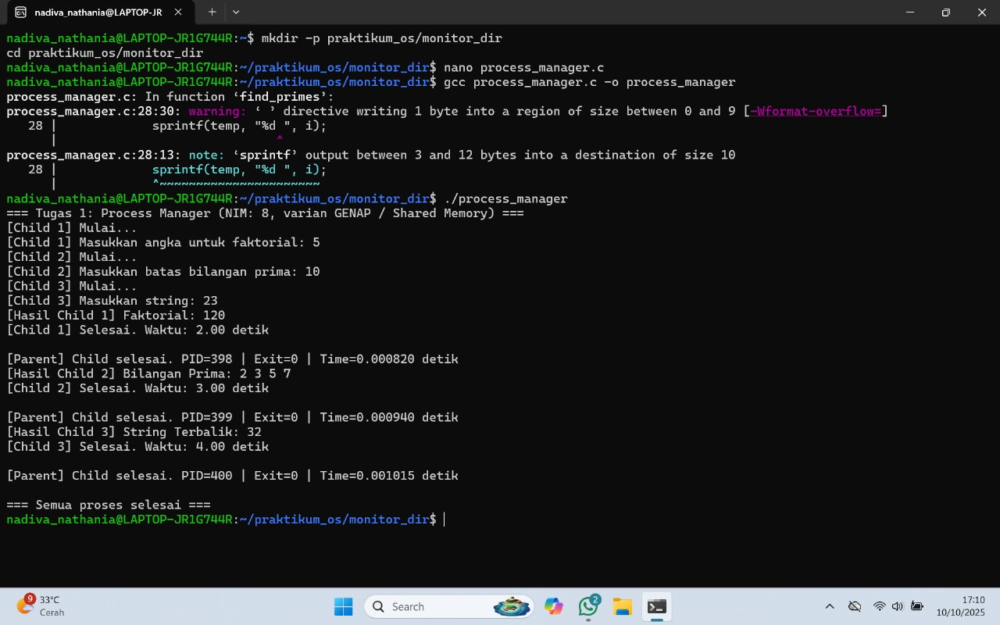 nadiva_nathania@LAPTOP-JR
nadiva_nathania@LAPTOP-JR1G744R:~$ mkdir -p praktikum_os/monitor_dir
cd praktikum_os/monitor_dir
nadiva_nathania@LAPTOP-JR1G744R:~/praktikum_os/monitor_dir$ nano process_manager.c
nadiva_nathania@LAPTOP-JR1G744R:~/praktikum_os/monitor_dir$ gcc process_manager.c -o process_manager
process_manager.c: In function ‘find_primes’:
process_manager.c:28:30: warning: ‘ ’ directive writing 1 byte into a region of size between 0 and 9 [-Wformat-overflow=]
28 |             sprintf(temp, "%d ", i);
|                              ^
process_manager.c:28:13: note: ‘sprintf’ output between 3 and 12 bytes into a destination of size 10
28 |             sprintf(temp, "%d ", i);
|             ^~~~~~~~~~~~~~~~~~~~~~~
nadiva_nathania@LAPTOP-JR1G744R:~/praktikum_os/monitor_dir$ ./process_manager
=== Tugas 1: Process Manager (NIM: 8, varian GENAP / Shared Memory) ===
[Child 1] Mulai...
[Child 1] Masukkan angka untuk faktorial: 5
[Child 2] Mulai...
[Child 2] Masukkan batas bilangan prima: 10
[Child 3] Mulai...
[Child 3] Masukkan string: 23
[Hasil Child 1] Faktorial: 120
[Child 1] Selesai. Waktu: 2.00 detik
[Parent] Child selesai. PID=398 | Exit=0 | Time=0.000820 detik
[Hasil Child 2] Bilangan Prima: 2 3 5 7
[Child 2] Selesai. Waktu: 3.00 detik
[Parent] Child selesai. PID=399 | Exit=0 | Time=0.000940 detik
[Hasil Child 3] String Terbalik: 32
[Child 3] Selesai. Waktu: 4.00 detik
[Parent] Child selesai. PID=400 | Exit=0 | Time=0.001015 detik
=== Semua proses selesai ===
nadiva_nathania@LAPTOP-JR1G744R:~/praktikum_os/monitor_dir$
9
33°C
Cerah
Search
2
17:10
10/10/2025